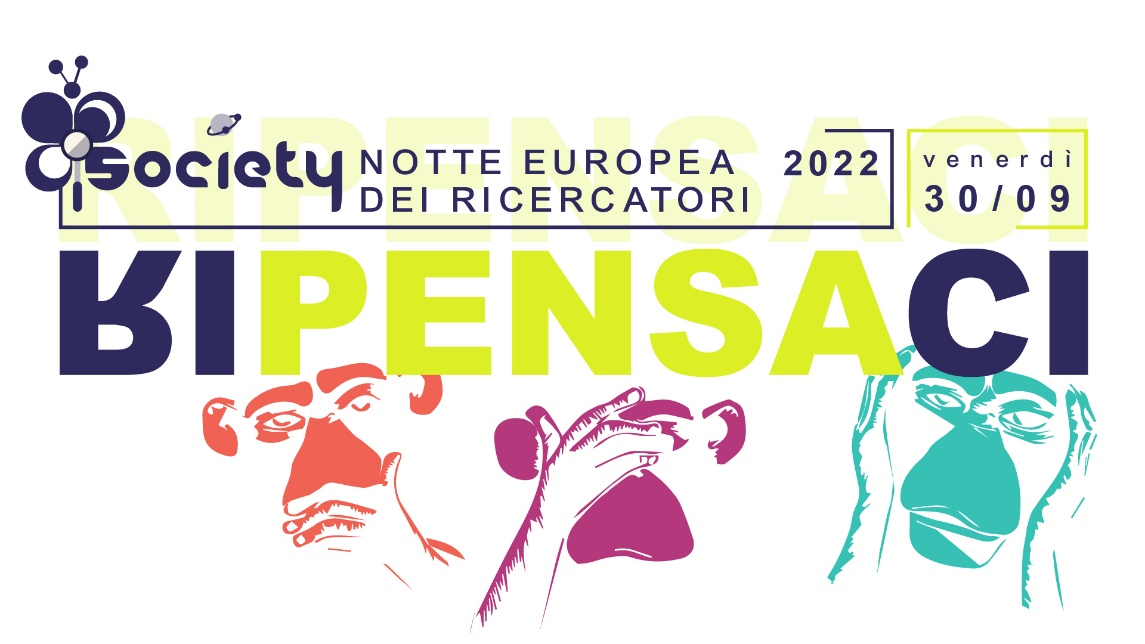 Society NOTTE EUROPEA 2022
DEI RICERCATORI
venerdì
30/09
RIPENSACI
RIPENSACI